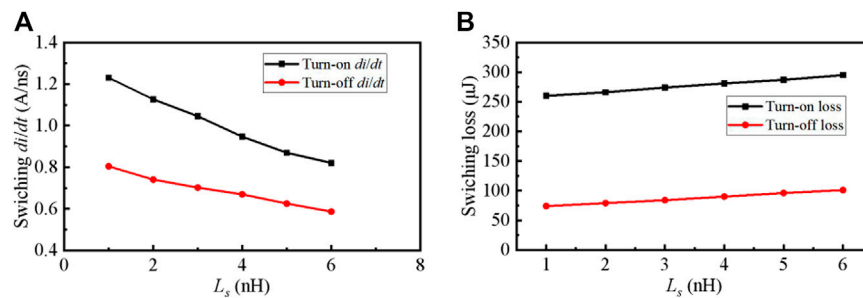 A
1.4
1.2
1.0
0.8
0.6
0.4
0
2
4
6
8
Swiching di/dt (A/ns)
L_s (nH)
Turn-on di/dt
Turn-off di/dt
B
350
300
250
200
150
100
50
0
1
2
3
4
5
6
Swiching loss (μJ)
L_s (nH)
Turn-on loss
Turn-off loss